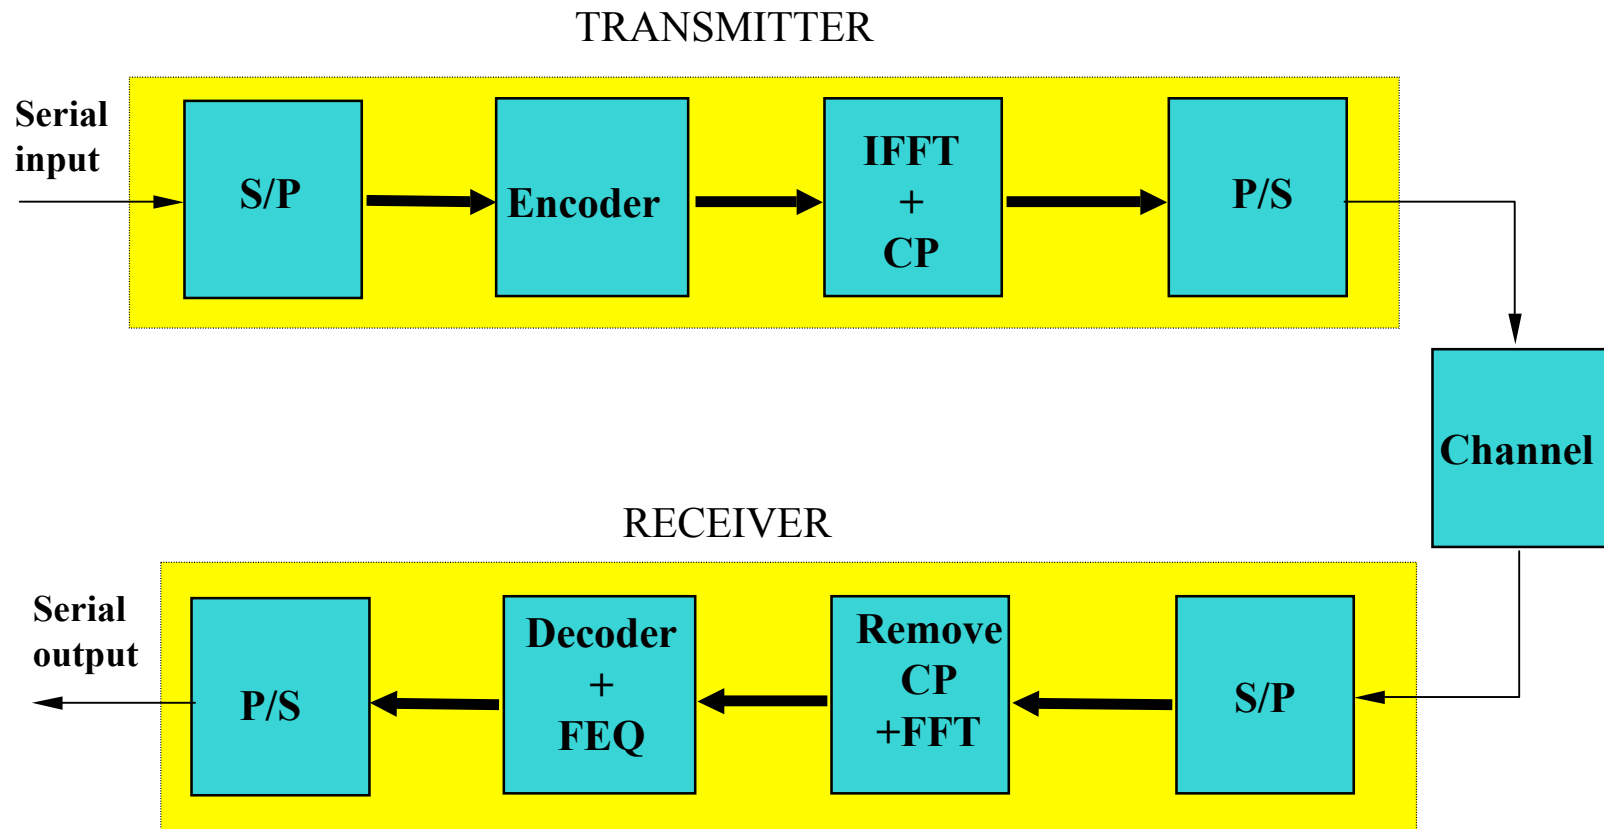 TRANSMITTER
Serial
input
S/P
Encoder
IFFT
+
CP
P/S
Channel
RECEIVER
Serial
output
P/S
Decoder
+
FEQ
Remove
CP
+FFT
S/P